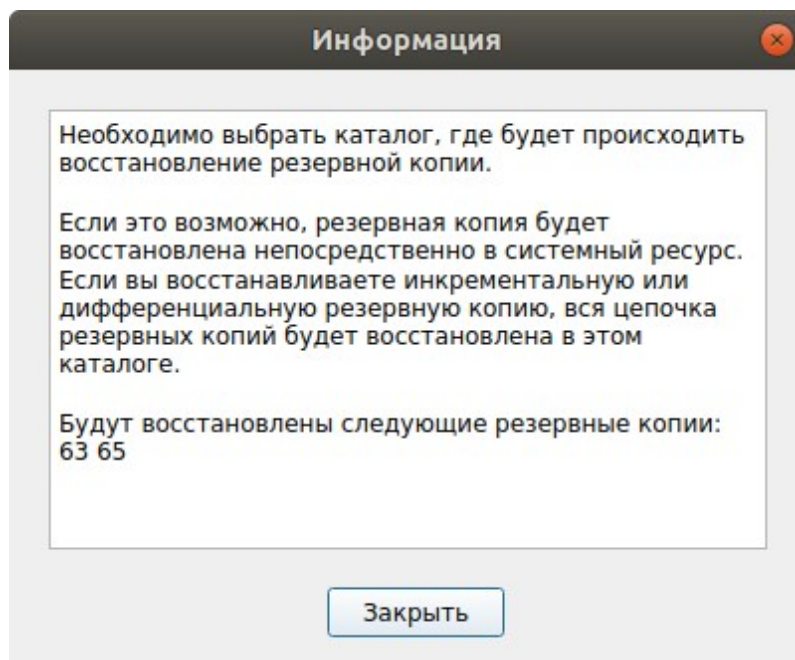 Информация
Необходимо выбрать каталог, где будет происходить
восстановление резервной копии.
Если это возможно, резервная копия будет
восстановлена непосредственно в системный ресурс.
Если вы восстанавливаете инкрементальную или
дифференциальную резервную копию, вся цепочка
резервных копий будет восстановлена в этом
каталоге.
Будут восстановлены следующие резервные копии:
63 65
Закрыть